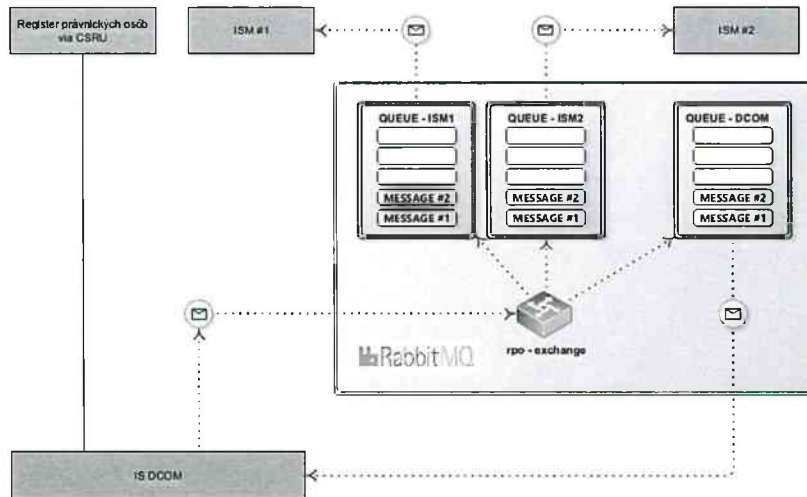 Register právnických osôb
via CSRU
ISM #1
ISM #2
QUEUE - ISM1
QUEUE - ISM2
QUEUE - DCOM
MESSAGE #2
MESSAGE #2
MESSAGE #2
MESSAGE #1
MESSAGE #1
MESSAGE #1
rpo - exchange
RabbitMQ
IS DCOM